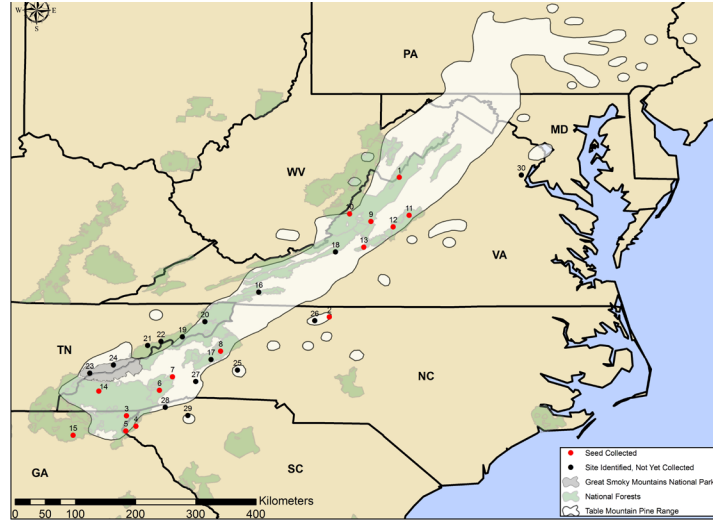 N
W E
S
PA
MD
WV
VA
TN
NC
SC
GA
1
30
10
9
11
12
13
18
16
20
19
22
21
26
2
8
17
25
24
23
7
27
6
14
28
3
4
5
29
15
0 50 100 200 300 400
Kilometers
Seed Collected
Site Identified, Not Yet Collected
Great Smoky Mountains National Park
National Forests
Table Mountain Pine Range